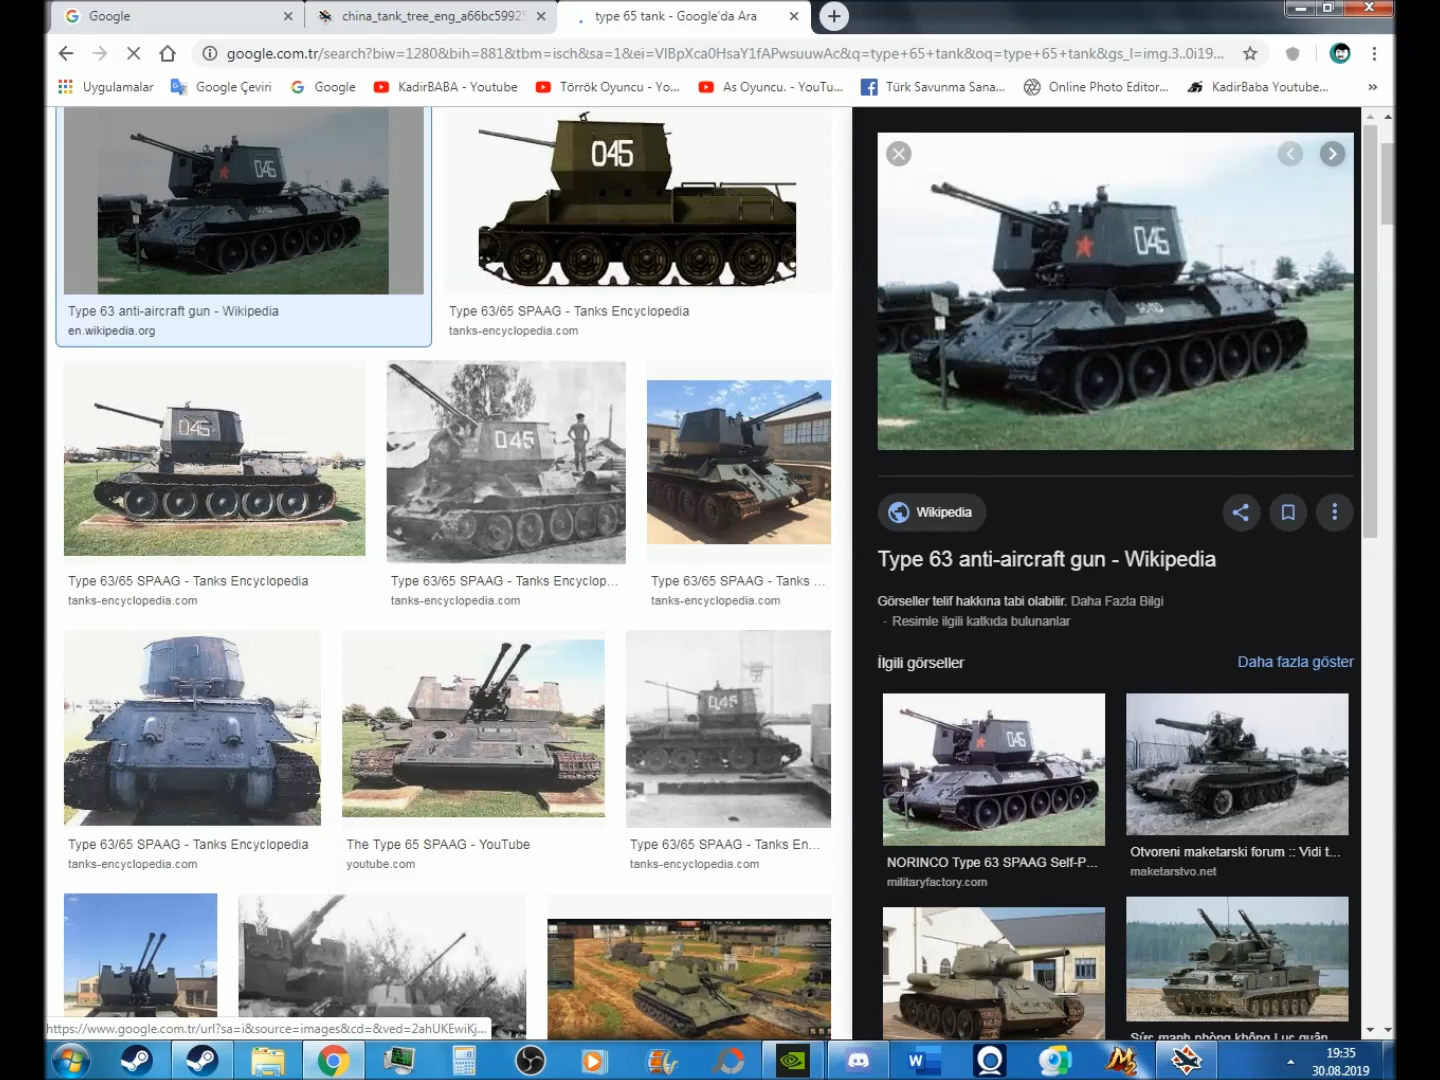 Google
china_tank_tree_eng_a66bc59925
type 65 tank - Google'da Ara
google.com.tr/search?biw=1280&bih=881&tbm=isch&sa=1&ei=VlBpXca0HsaY1fAPwsuuwAc&q=type+65+tank&oq=type+65+tank&gs_l=img.3..0i19...
Uygulamalar
Google Çeviri
Google
KadirBABA - Youtube
Törrök Oyuncu - Yo...
As Oyuncu. - YouTu...
Türk Savunma Sana...
Online Photo Editor...
KadirBaba Youtube...
045
Type 63 anti-aircraft gun - Wikipedia
en.wikipedia.org
045
Type 63/65 SPAAG - Tanks Encyclopedia
tanks-encyclopedia.com
045
Type 63/65 SPAAG - Tanks Encyclopedia
tanks-encyclopedia.com
045
Type 63/65 SPAAG - Tanks Encyclop...
tanks-encyclopedia.com
Type 63/65 SPAAG - Tanks ...
tanks-encyclopedia.com
Type 63/65 SPAAG - Tanks Encyclopedia
tanks-encyclopedia.com
The Type 65 SPAAG - YouTube
youtube.com
045
Type 63/65 SPAAG - Tanks En...
tanks-encyclopedia.com
https://www.google.com.tr/url?sa=i&source=images&cd=&ved=2ahUKEwiKj...
045
Wikipedia
Type 63 anti-aircraft gun - Wikipedia
Görseller telif hakkına tabi olabilir. Daha Fazla Bilgi
- Resimle ilgili katkıda bulunanlar
İlgili görseller
Daha fazla göster
045
NORINCO Type 63 SPAAG Self-P...
militaryfactory.com
Otvoreni maketarski forum :: Vidi t...
maketarstvo.net
Sức mạnh phòng không Lục quân
19:35
30.08.2019